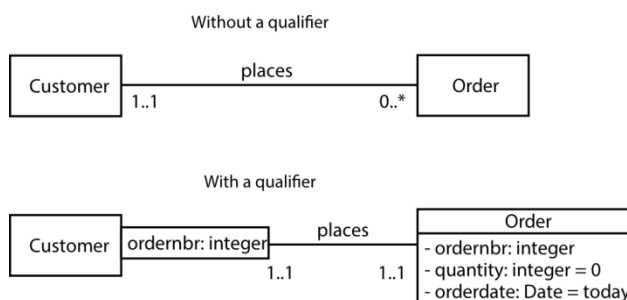 Without a qualifier
places
Customer
Order
1..1
0..*
With a qualifier
Order
places
Customer
ordernbr: integer
- ordernbr: integer
- quantity: integer = 0
1..1
1..1
- orderdate: Date = today